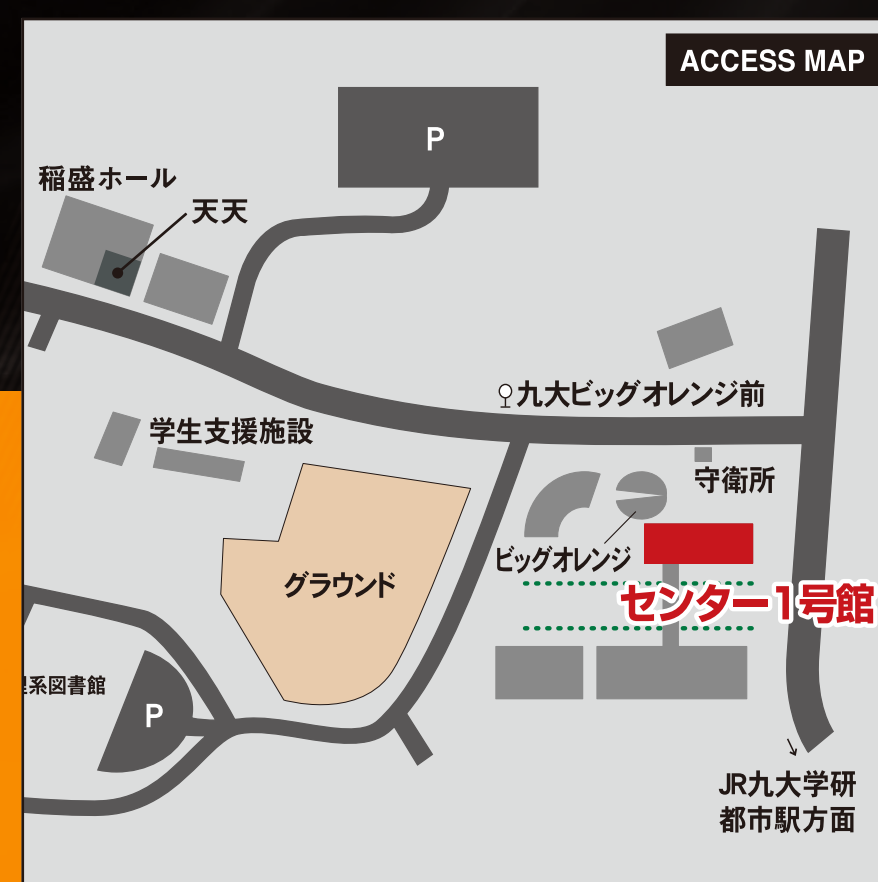 ACCESS MAP
P
稲盛ホール
天天
九大ビッグオレンジ前
学生支援施設
守衛所
ビッグオレンジ
グラウンド
センター1号館
系図書館
P
JR九大学研
都市駅方面